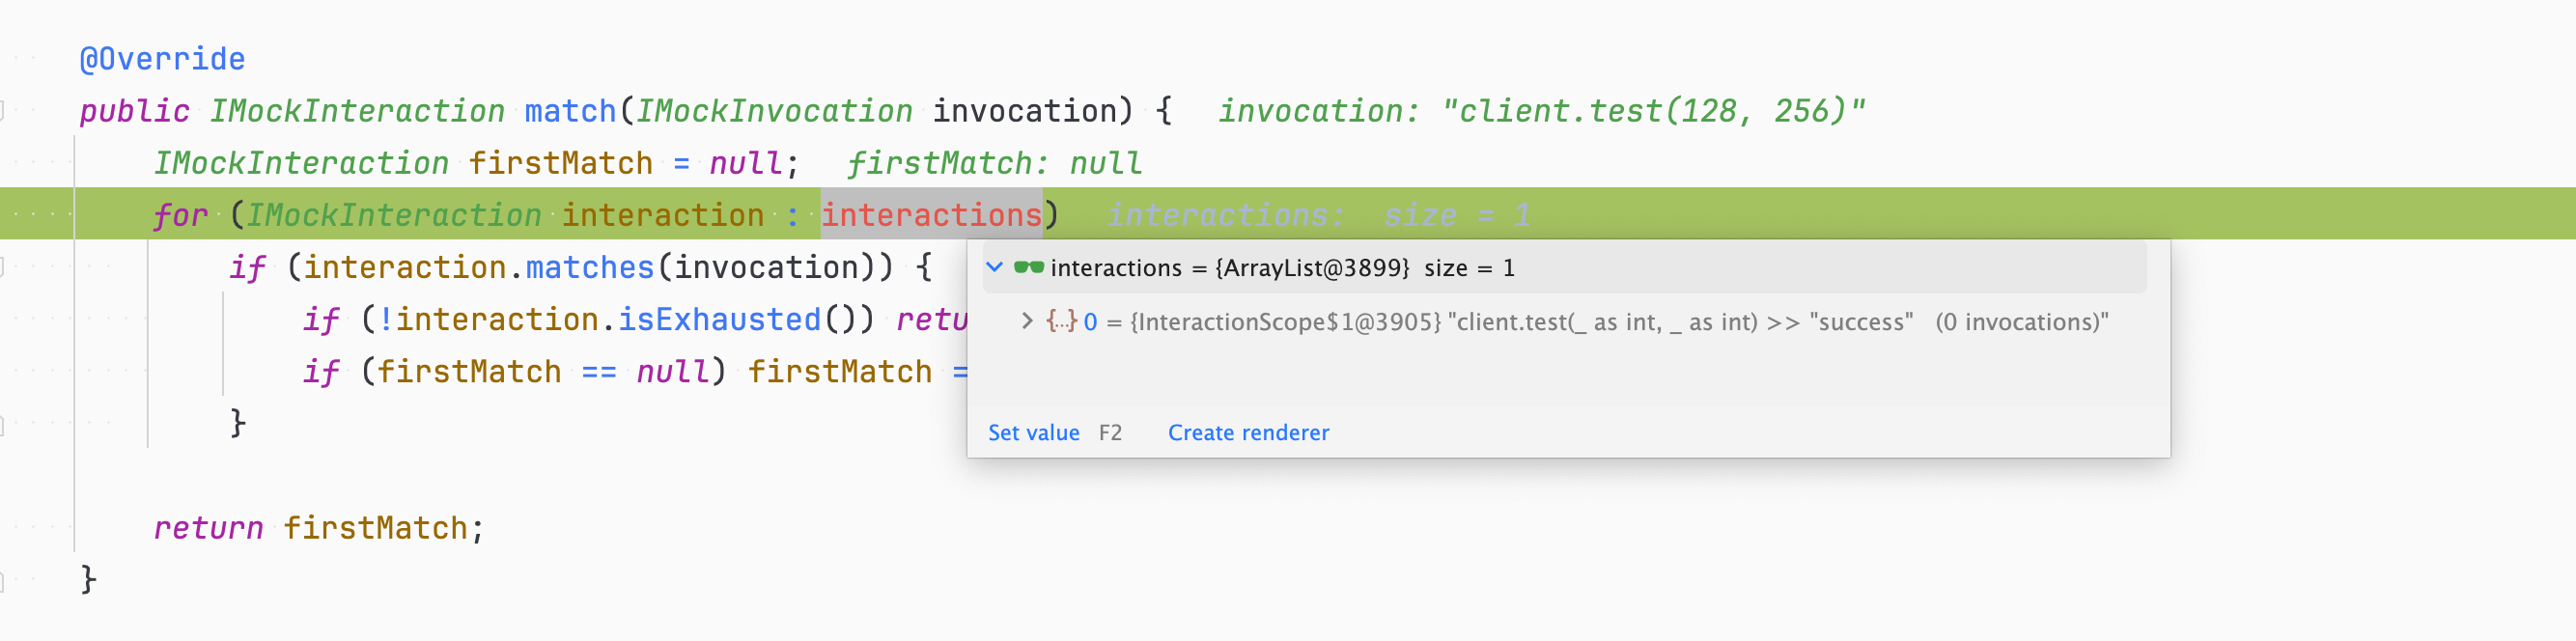 @Override
public IMockInteraction match(IMockInvocation invocation) {   invocation: "client.test(128, 256)"
IMockInteraction firstMatch = null;   firstMatch: null
for (IMockInteraction interaction : interactions)   interactions:  size = 1
if (interaction.matches(invocation)) {
interactions = {ArrayList@3899}  size = 1
if (!interaction.isExhausted()) retu
0 = {InteractionScope$1@3905} "client.test(_ as int, _ as int) >> "success"   (0 invocations)"
if (firstMatch == null) firstMatch =
}
Set value   F2   Create renderer
return firstMatch;
}